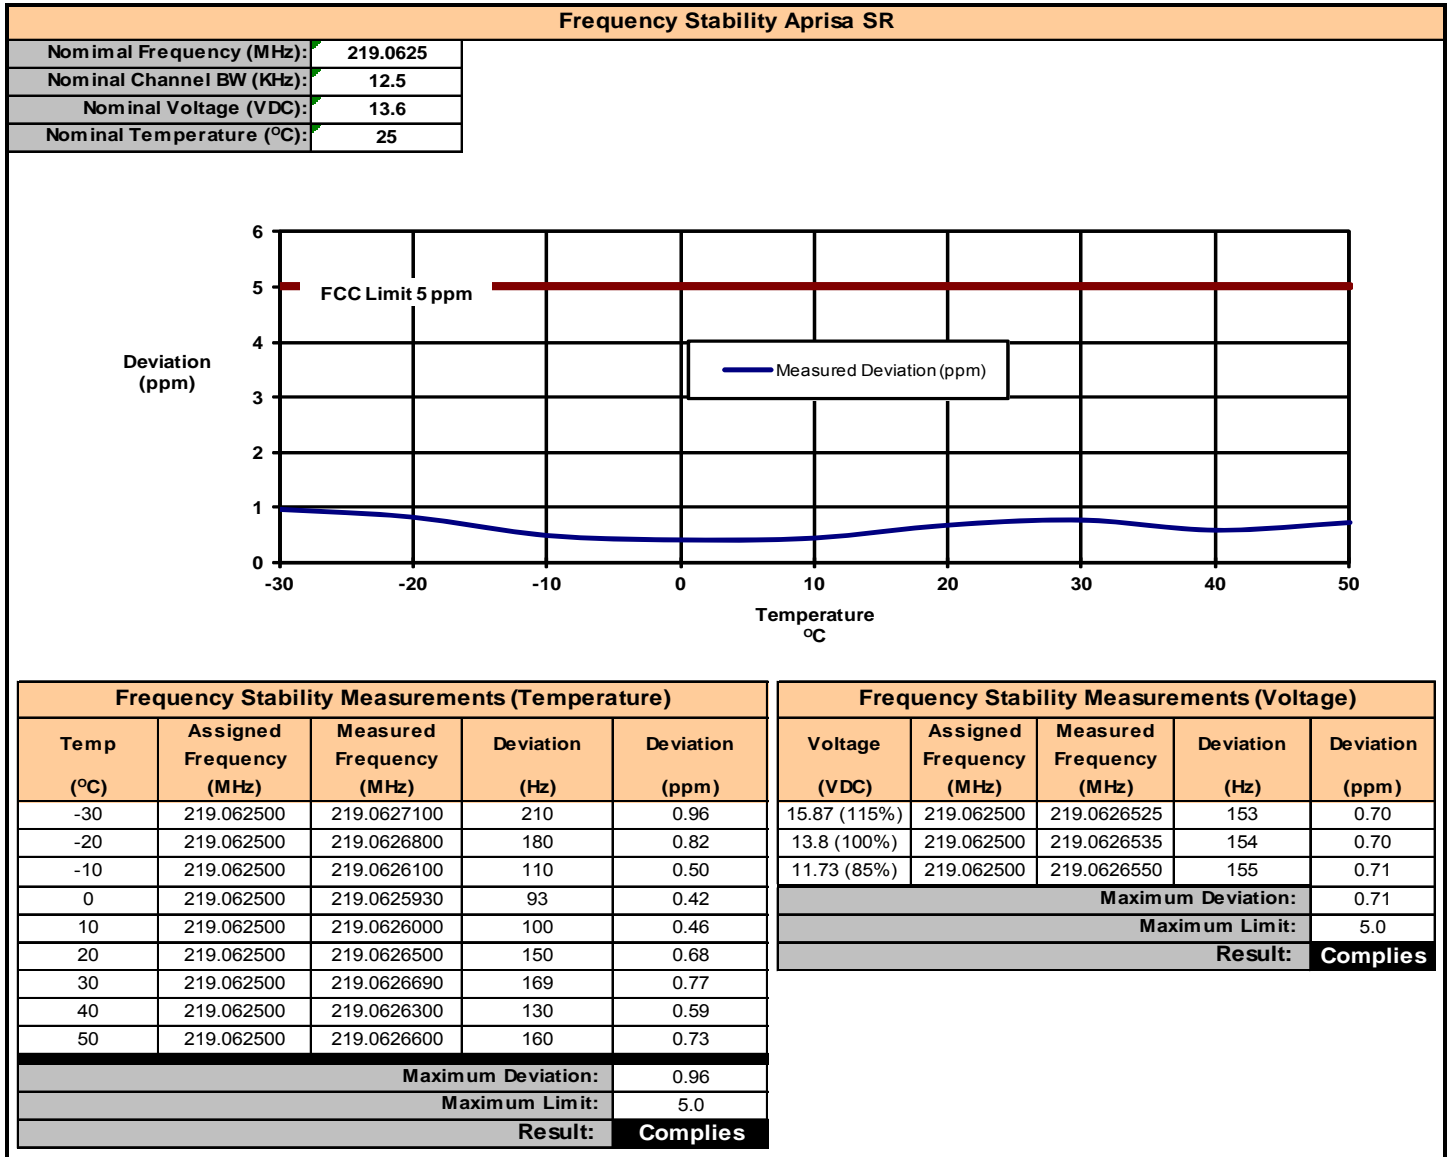 Frequency Stability Aprisa SR
Nomimal Frequency (MHz): 219.0625
Nominal Channel BW (KHz): 12.5
Nominal Voltage (VDC): 13.6
Nominal Temperature (ᴼC): 25
6
5
4
3
2
1
0
FCC Limit 5 ppm
Measured Deviation (ppm)
Deviation
(ppm)
-30 -20 -10 0 10 20 30 40 50
Temperature
ᴼC
Frequency Stability Measurements (Temperature)
Temp Assigned Measured Deviation Deviation
Frequency Frequency
(ᴼC) (MHz) (MHz) (Hz) (ppm)
-30 219.062500 219.0627100 210 0.96
-20 219.062500 219.0626800 180 0.82
-10 219.062500 219.0626100 110 0.50
0 219.062500 219.0625930 93 0.42
10 219.062500 219.0626000 100 0.46
20 219.062500 219.0626500 150 0.68
30 219.062500 219.0626690 169 0.77
40 219.062500 219.0626300 130 0.59
50 219.062500 219.0626600 160 0.73
Maximum Deviation: 0.96
Maximum Limit: 5.0
Result: Complies
Frequency Stability Measurements (Voltage)
Voltage Assigned Measured Deviation Deviation
Frequency Frequency
(VDC) (MHz) (MHz) (Hz) (ppm)
15.87 (115%) 219.062500 219.0626525 153 0.70
13.8 (100%) 219.062500 219.0626535 154 0.70
11.73 (85%) 219.062500 219.0626550 155 0.71
Maximum Deviation: 0.71
Maximum Limit: 5.0
Result: Complies